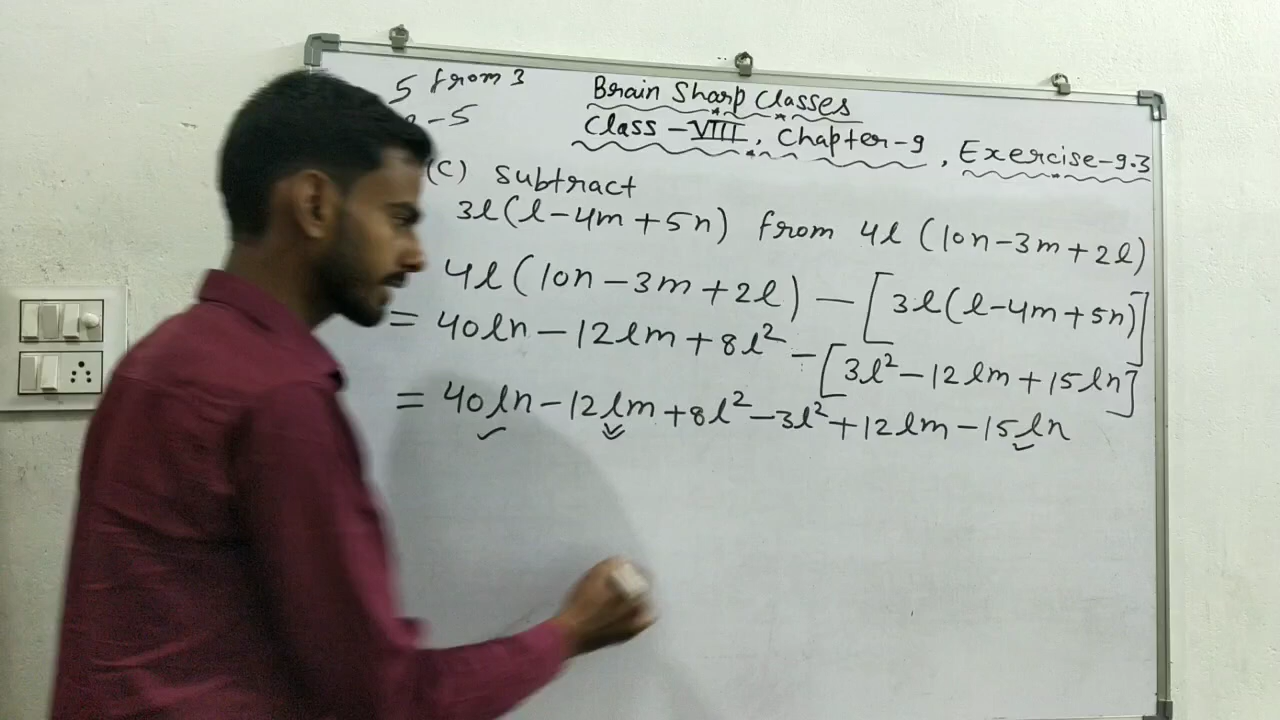 5 from 3
- 5
Brain Sharp Classes
Class - VIII, Chapter - 9, Exercise - 9.3
(C) Subtract
3l(l-4m+5n) from 4l(10n-3m+2l)
4l(10n-3m+2l) - [3l(l-4m+5n)]
= 40ln - 12lm + 8l² - [3l² - 12lm + 15ln]
= 40ln - 12lm + 8l² - 3l² + 12lm - 15ln